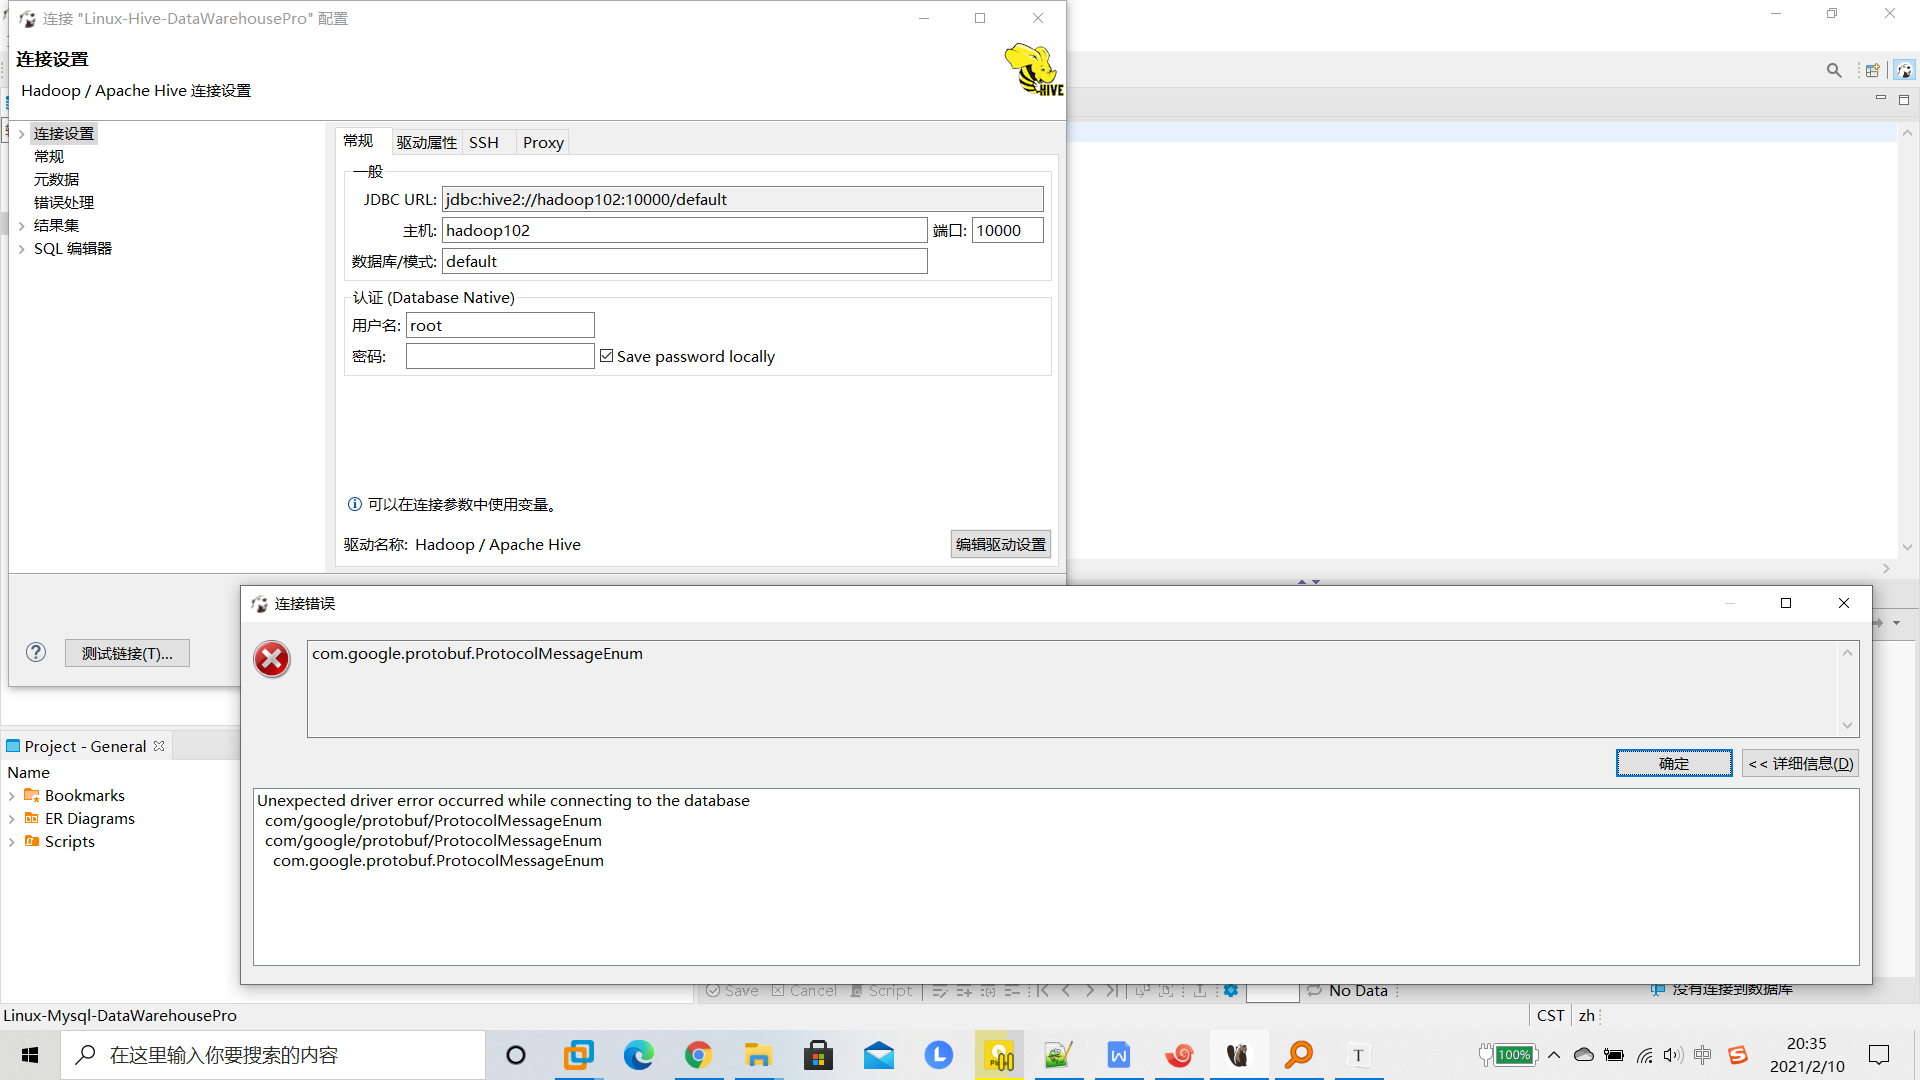 连接 "Linux-Hive-DataWarehousePro" 配置
连接设置
Hadoop / Apache Hive 连接设置
HIVE
连接设置
常规
元数据
错误处理
结果集
SQL 编辑器
常规
驱动属性
SSH
Proxy
一般
JDBC URL: jdbc:hive2://hadoop102:10000/default
主机: hadoop102 端口: 10000
数据库/模式: default
认证 (Database Native)
用户名: root
密码: Save password locally
可以在连接参数中使用变量。
驱动名称: Hadoop / Apache Hive
编辑驱动设置
测试链接(T)...
连接错误
com.google.protobuf.ProtocolMessageEnum
确定
<< 详细信息(D)
Unexpected driver error occurred while connecting to the database
com/google/protobuf/ProtocolMessageEnum
com/google/protobuf/ProtocolMessageEnum
com.google.protobuf.ProtocolMessageEnum
Project - General
Name
Bookmarks
ER Diagrams
Scripts
Save Cancel Script No Data
没有连接到数据库
Linux-Mysql-DataWarehousePro
CST zh
在这里输入你要搜索的内容
100%
中
20:35
2021/2/10